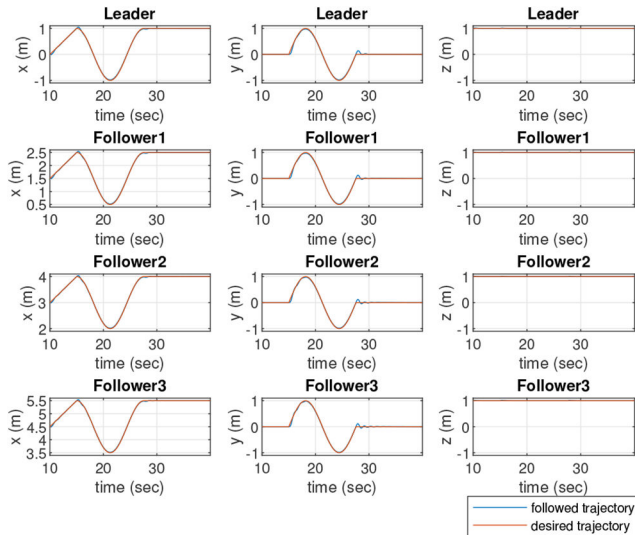 Leader Leader Leader
x (m) 1 0 -1 y (m) 1 0 -1 z (m) 1 0 -1
10 20 30 10 20 30 10 20 30
time (sec) time (sec) time (sec)
Follower1 Follower1 Follower1
x (m) 2.5 1.5 0.5 y (m) 1 0 -1 z (m) 1 -1
10 20 30 10 20 30 10 20 30
time (sec) time (sec) time (sec)
Follower2 Follower2 Follower2
x (m) 4 3 2 y (m) 1 0 -1 z (m) 1 -1
10 20 30 10 20 30 10 20 30
time (sec) time (sec) time (sec)
Follower3 Follower3 Follower3
x (m) 5.5 4.5 4 3.5 y (m) 1 0 -1 z (m) 1 -1
10 20 30 10 20 30 10 20 30
time (sec) time (sec) time (sec)
followed trajectory
desired trajectory